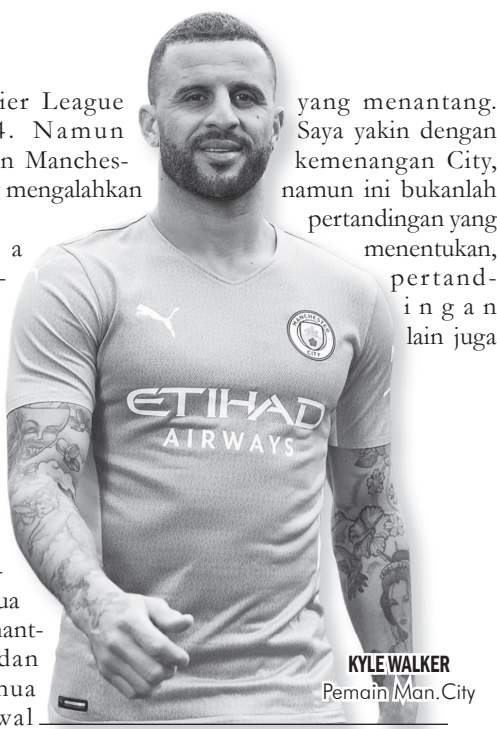 ier League
4. Namun
n Manches-
mengalahkan
a
-
-
ua
nant-
dan
nua
wal
yang menantang.
Saya yakin dengan
kemenangan City,
namun ini bukanlah
pertandingan yang
menentukan,
pertand-
ingan
lain juga
MANCHESTER
CITY
ETIHAD
AIRWAYS
KYLE WALKER
Pemain Man.City